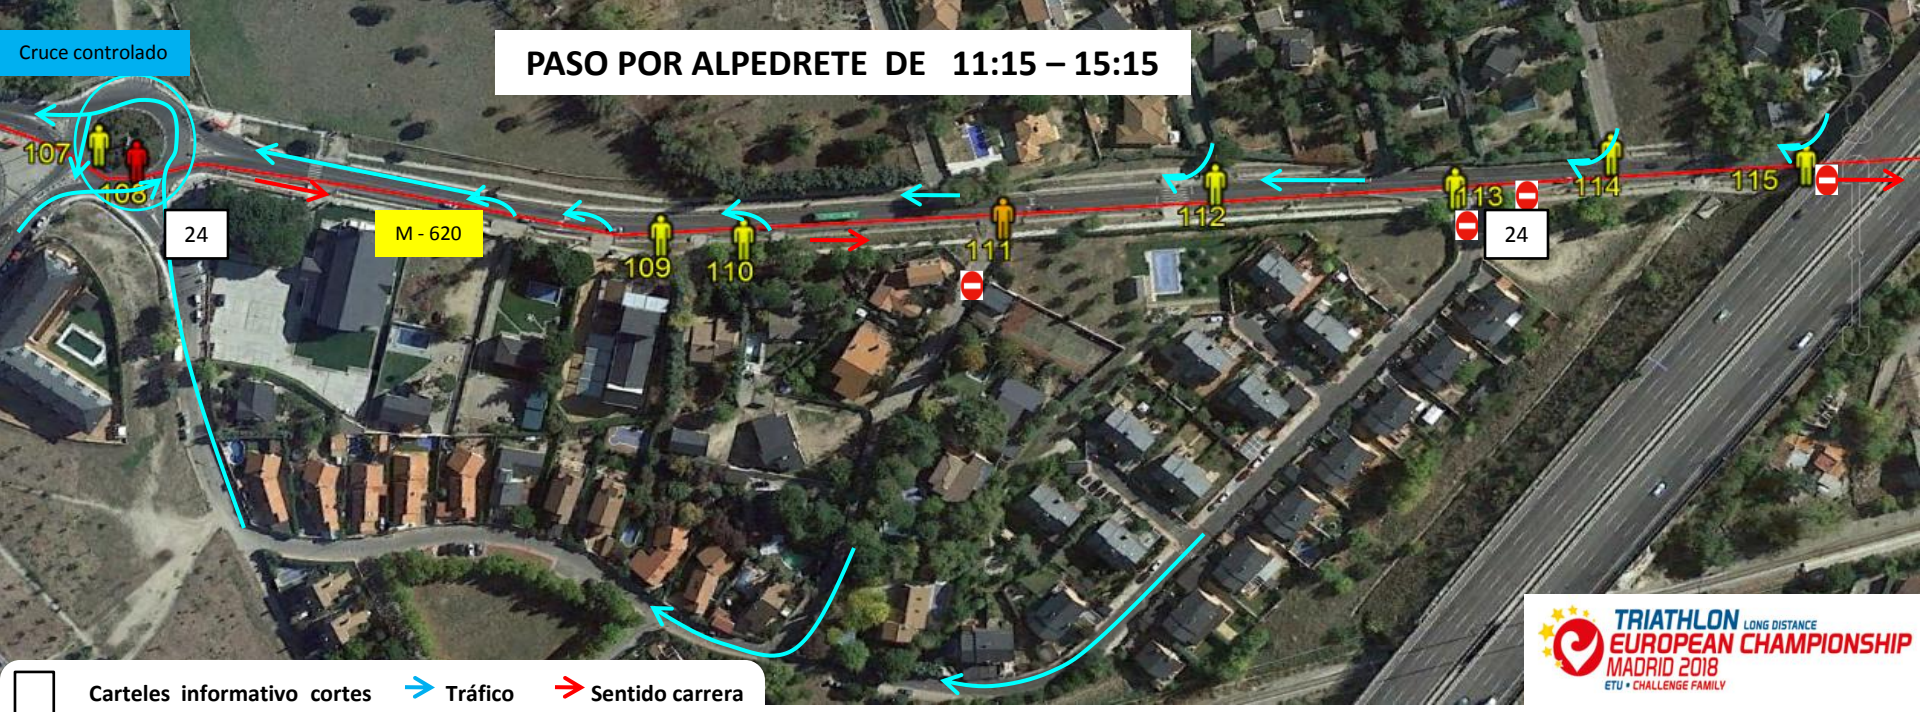 Cruce controlado
PASO POR ALPEDRETE DE 11:15 – 15:15
107
108
24
M - 620
109
110
111
112
113
24
114
115
Carteles informativo cortes
Tráfico
Sentido carrera
TRIATHLON LONG DISTANCE
EUROPEAN CHAMPIONSHIP
MADRID 2018
ETU • CHALLENGE FAMILY